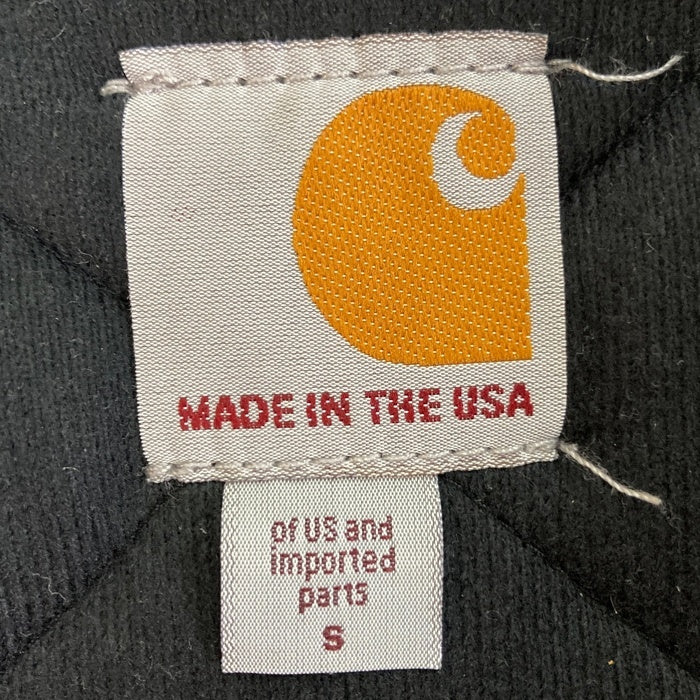 MADE IN THE USA
of US and
imported
parts
S